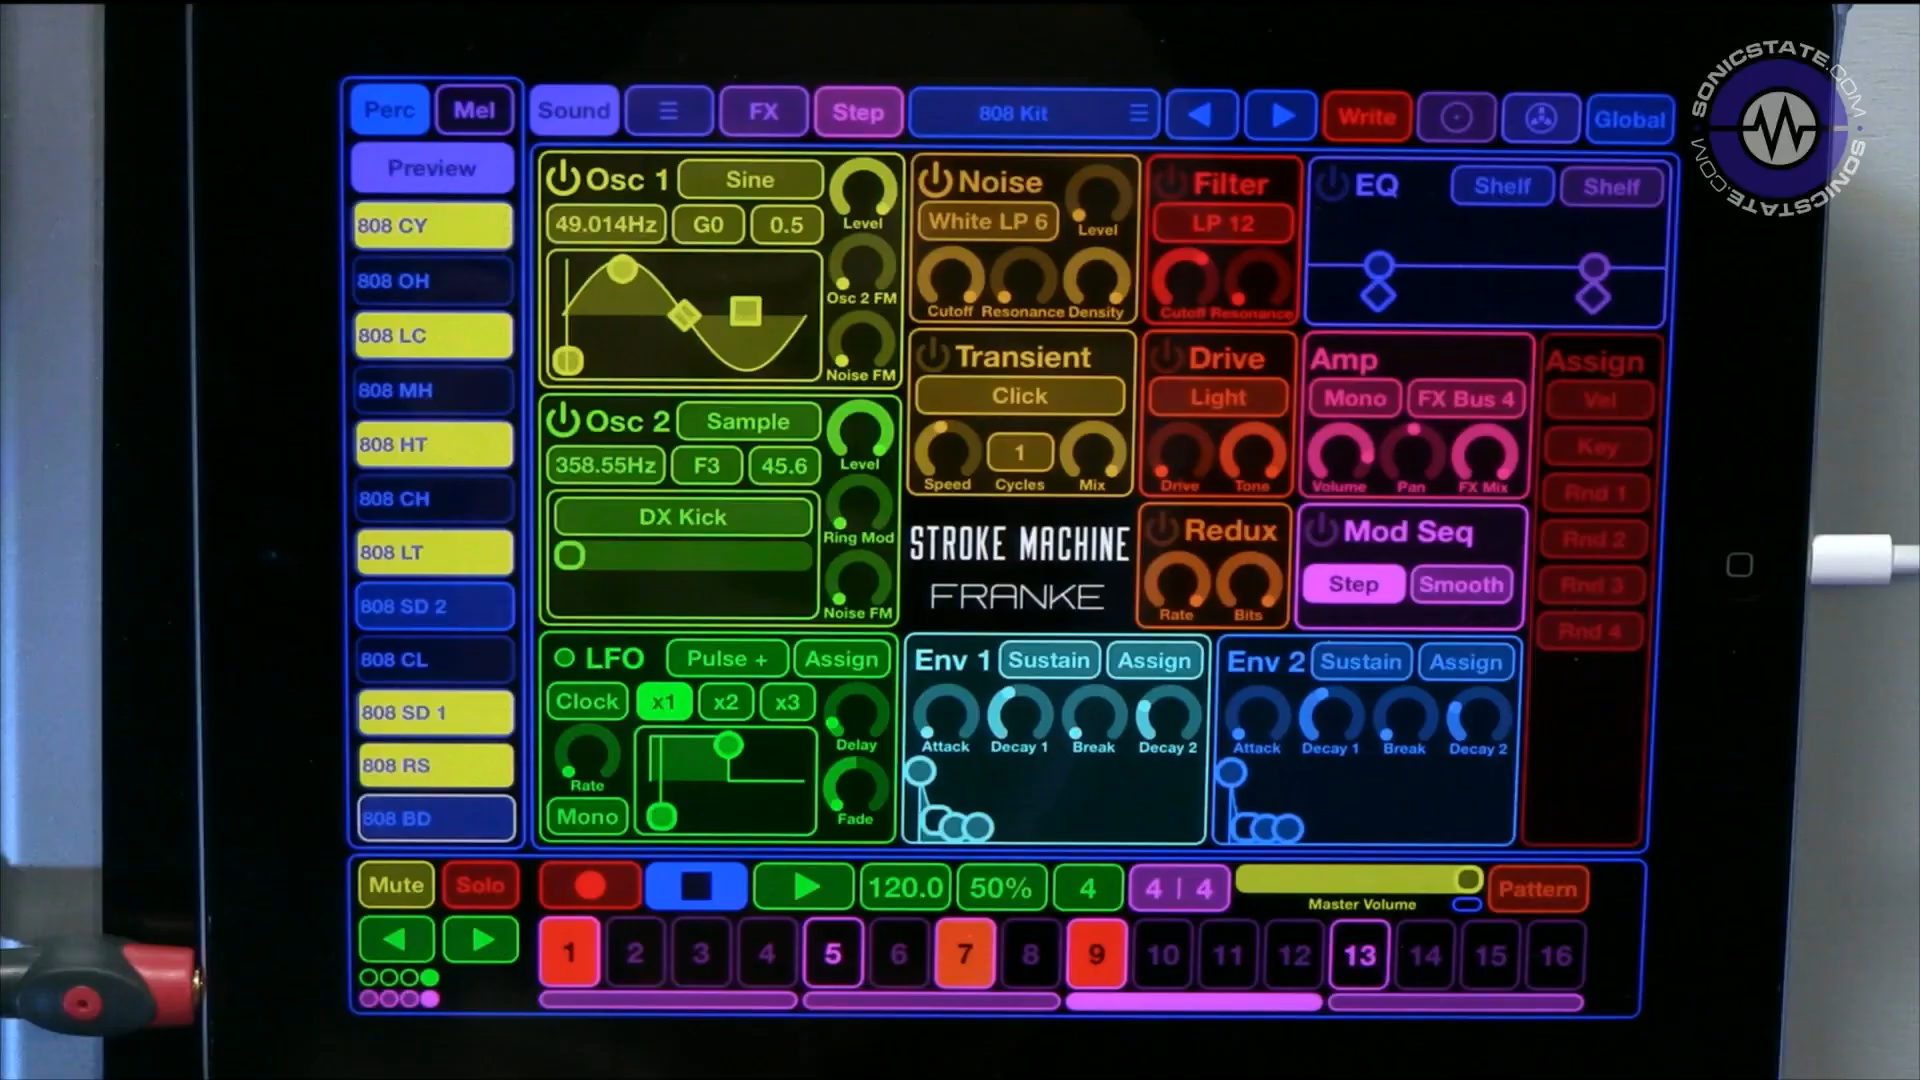 Perc Mel Sound FX Step 808 Kit Write Global
SONICSTATE.COM
SONICSTATE.COM
Preview
808 CY
808 OH
808 LC
808 MH
808 HT
808 CH
808 LT
808 SD 2
808 CL
808 SD 1
808 RS
808 BD
Osc 1 Sine
49.014Hz G0 0.5
Level
Osc 2 FM
Noise FM
Osc 2 Sample
358.55Hz F3 45.6
Level
DX Kick
Ring Mod
Noise FM
LFO Pulse + Assign
Clock x1 x2 x3
Delay
Rate
Mono
Fade
Noise
White LP 6
Level
Cutoff Resonance Density
Transient
Click
1
Speed Cycles Mix
STROKE MACHINE
FRANKE
Filter
LP 12
Cutoff Resonance
Drive
Light
Drive Tone
Redux
Rate Bits
EQ Shelf Shelf
Amp
Mono FX Bus 4
Volume Pan FX Mix
Mod Seq
Step Smooth
Assign
Vel
Key
Rnd 1
Rnd 2
Rnd 3
Rnd 4
Env 1 Sustain Assign
Attack Decay 1 Break Decay 2
Env 2 Sustain Assign
Attack Decay 1 Break Decay 2
Mute Solo 120.0 50% 4 4 | 4 Master Volume Pattern
1 2 3 4 5 6 7 8 9 10 11 12 13 14 15 16